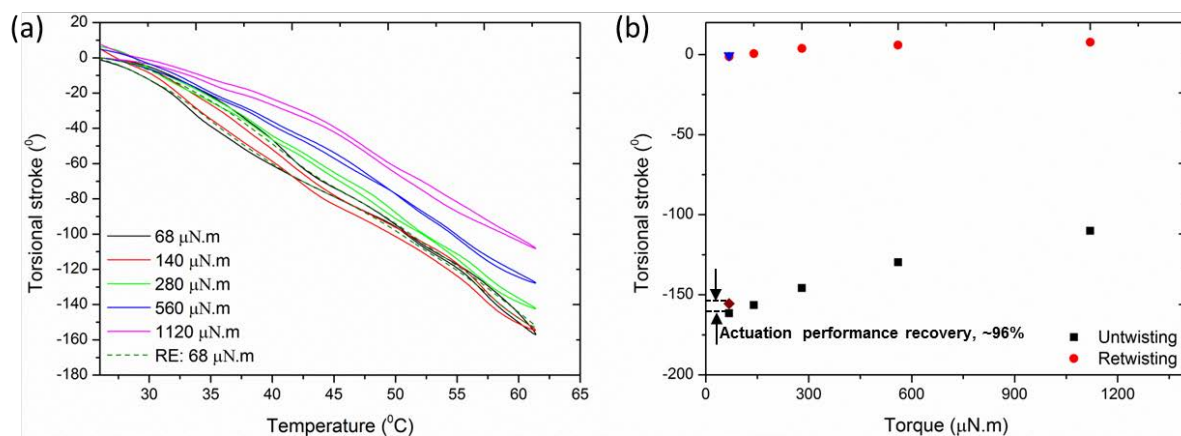 (a)
20
0
-20
-40
-60
-80
-100
-120
-140
-160
-180
Torsional stroke (⁰)
68 μN.m
140 μN.m
280 μN.m
560 μN.m
1120 μN.m
RE: 68 μN.m
30 35 40 45 50 55 60 65
Temperature (⁰C)
(b)
0
-50
-100
-150
-200
Torsional stroke (⁰)
Actuation performance recovery, ~96%
Untwisting
Retwisting
0 300 600 900 1200
Torque (μN.m)